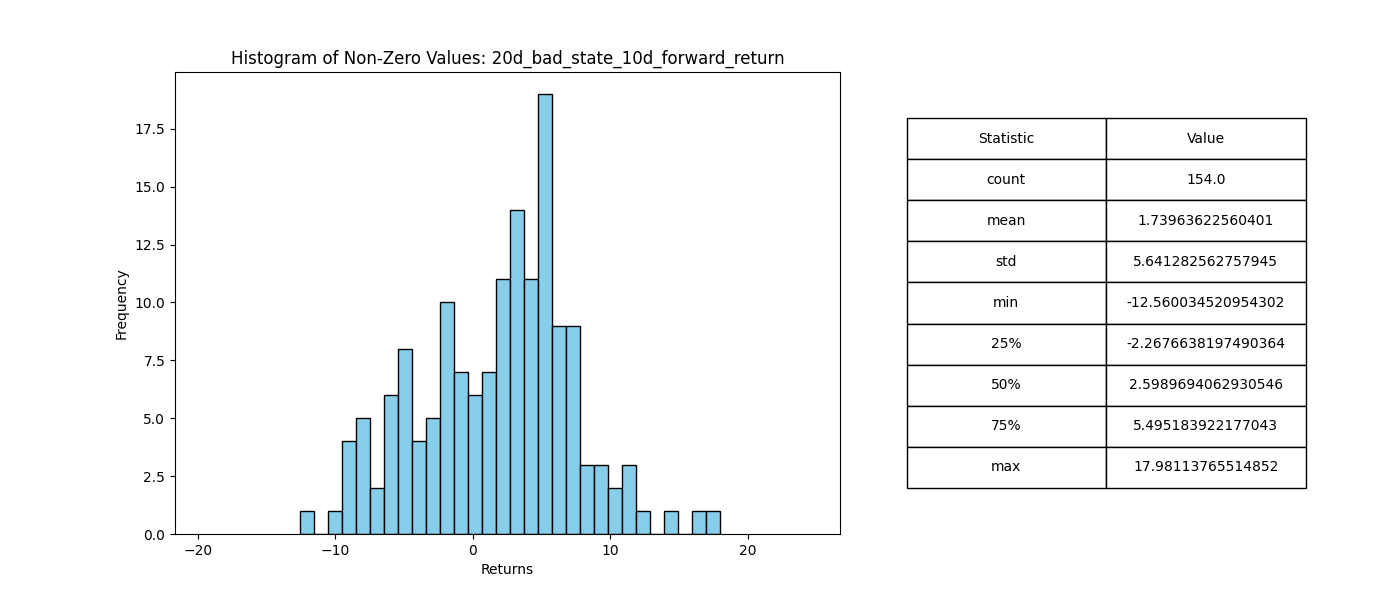 Histogram of Non-Zero Values: 20d_bad_state_10d_forward_return
Frequency
17.5
15.0
12.5
10.0
7.5
5.0
2.5
0.0
−20 −10 0 10 20
Returns
Statistic Value
count 154.0
mean 1.73963622560401
std 5.641282562757945
min -12.560034520954302
25% -2.2676638197490364
50% 2.5989694062930546
75% 5.495183922177043
max 17.98113765514852